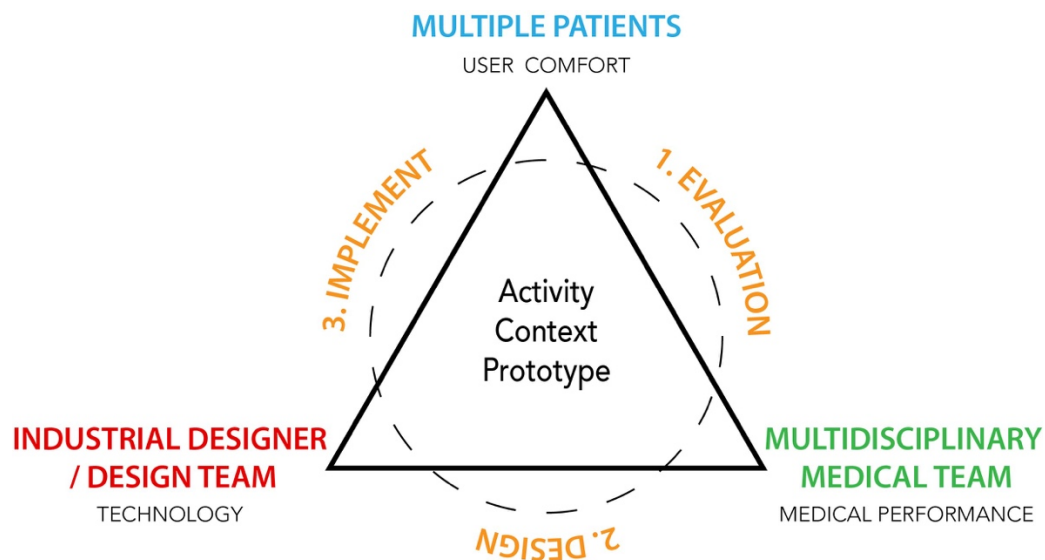 MULTIPLE PATIENTS
USER COMFORT
3. IMPLEMENT
1. EVALUATION
Activity
Context
Prototype
INDUSTRIAL DESIGNER
/ DESIGN TEAM
TECHNOLOGY
MULTIDISCIPLINARY
MEDICAL TEAM
MEDICAL PERFORMANCE
2. DESIGN